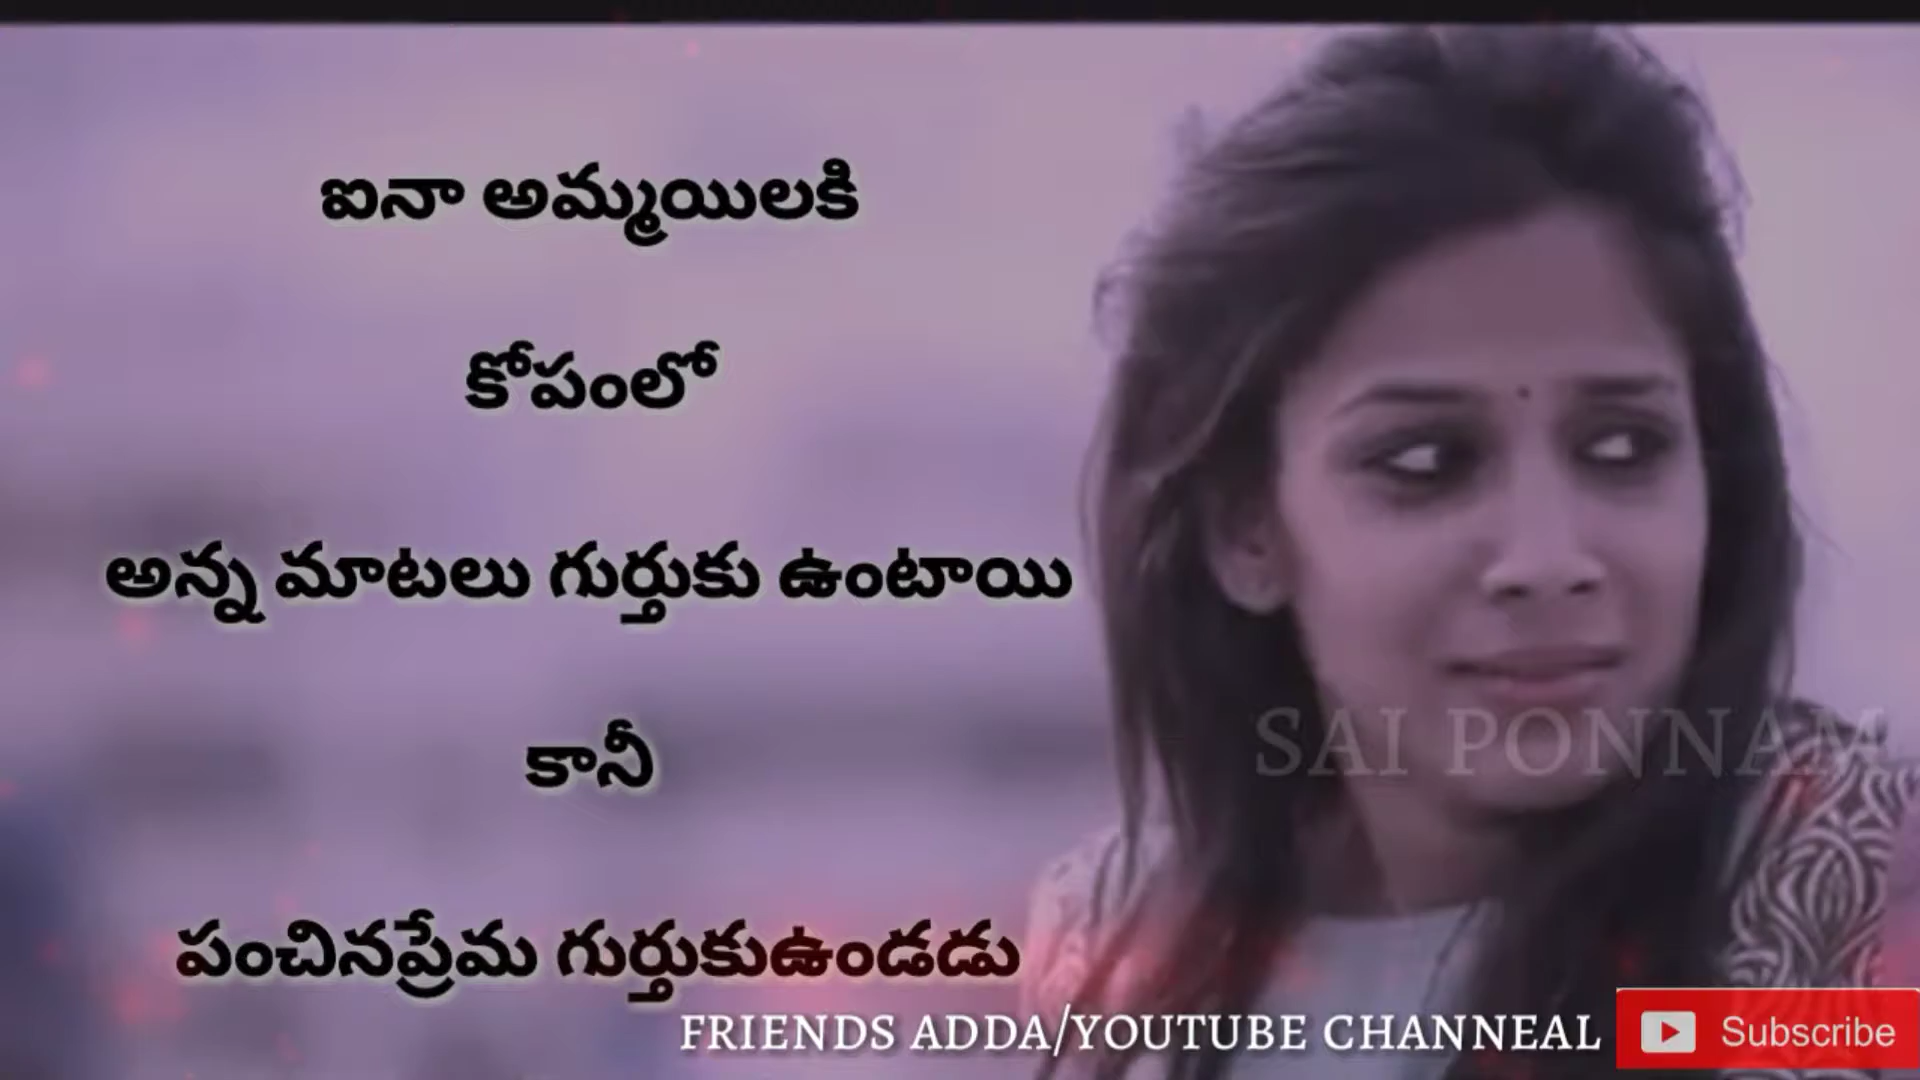 ఐనా అమ్మయిలకి
కోపంలో
అన్న మాటలు గుర్తుకు ఉంటాయి
కానీ
పంచినప్రేమ గుర్తుకుఉండడు
SAI PONNAM
FRIENDS ADDA/YOUTUBE CHANNEAL
Subscribe